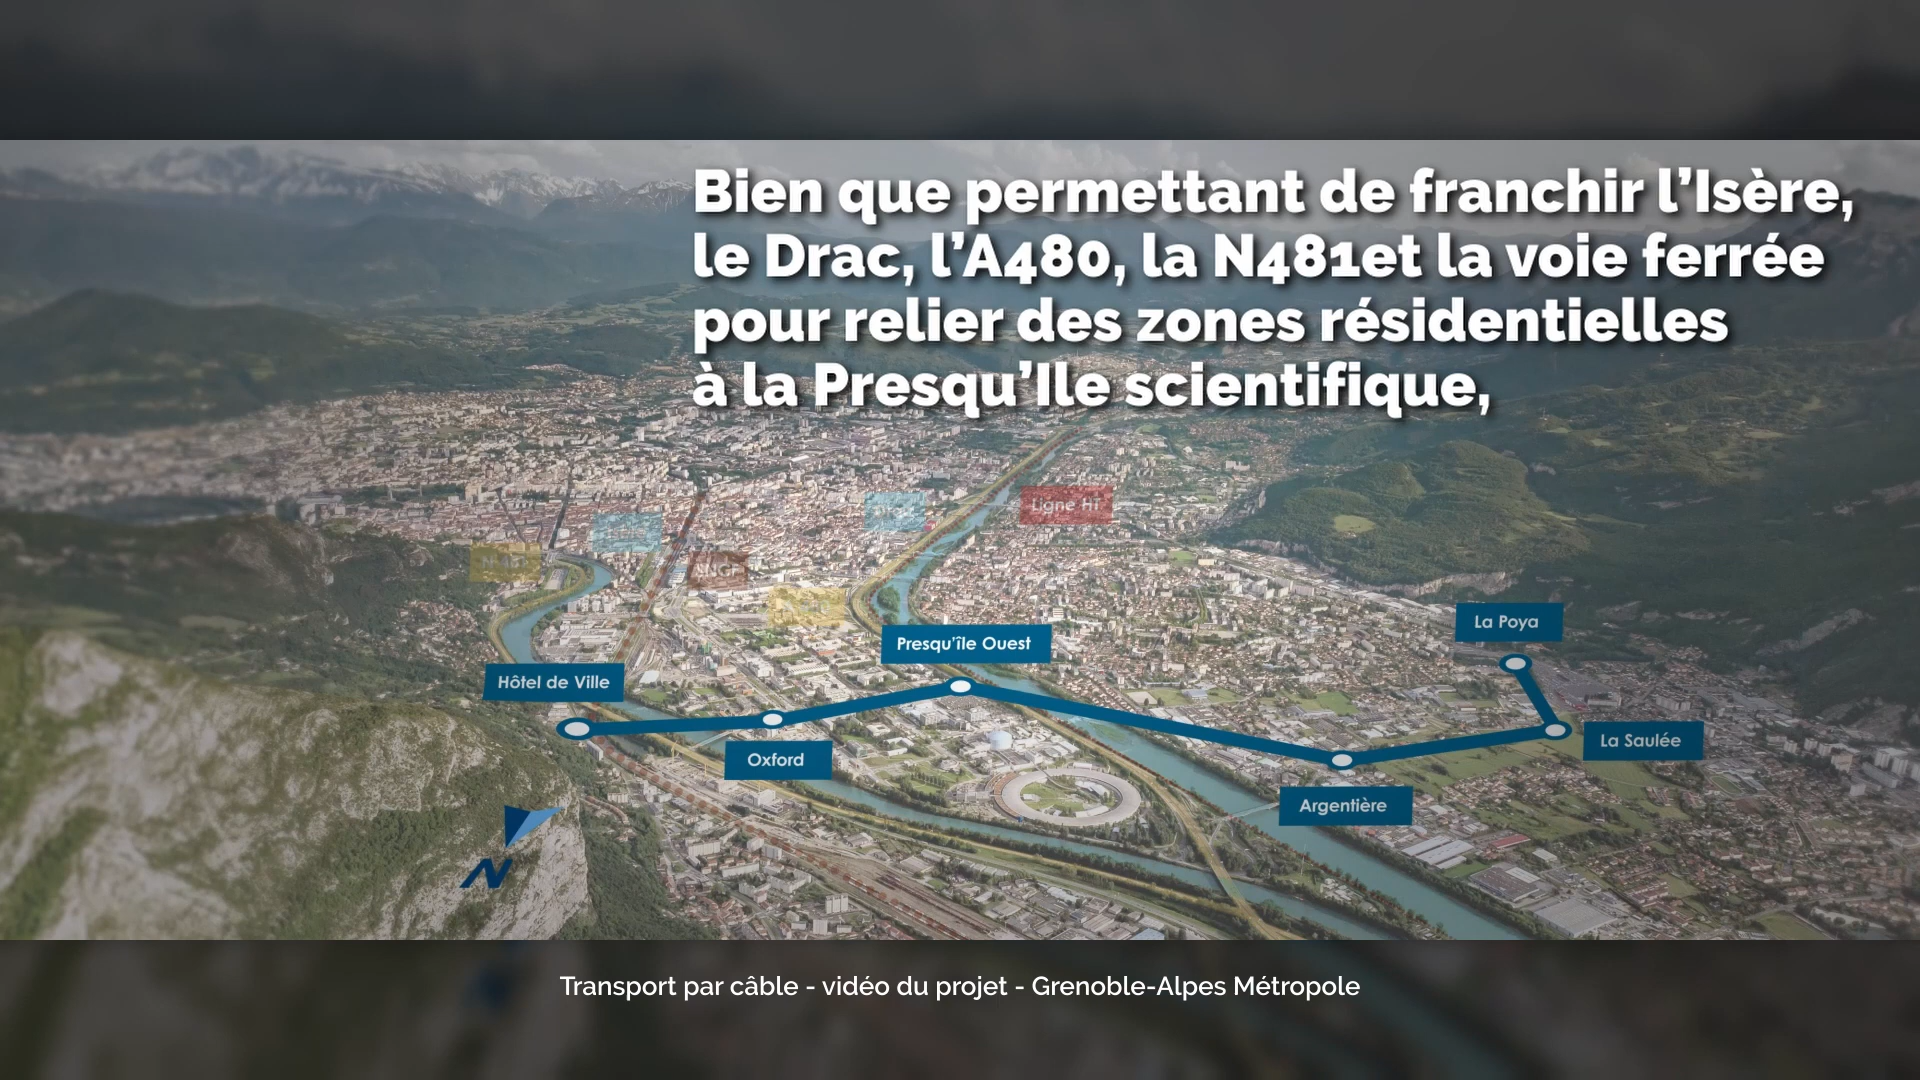 Bien que permettant de franchir l’Isère,
le Drac, l’A480, la N481et la voie ferrée
pour relier des zones résidentielles
à la Presqu’Ile scientifique,
Ligne HT
La Poya
Presqu’île Ouest
Hôtel de Ville
La Saulée
Oxford
Argentière
N
Transport par câble - vidéo du projet - Grenoble-Alpes Métropole